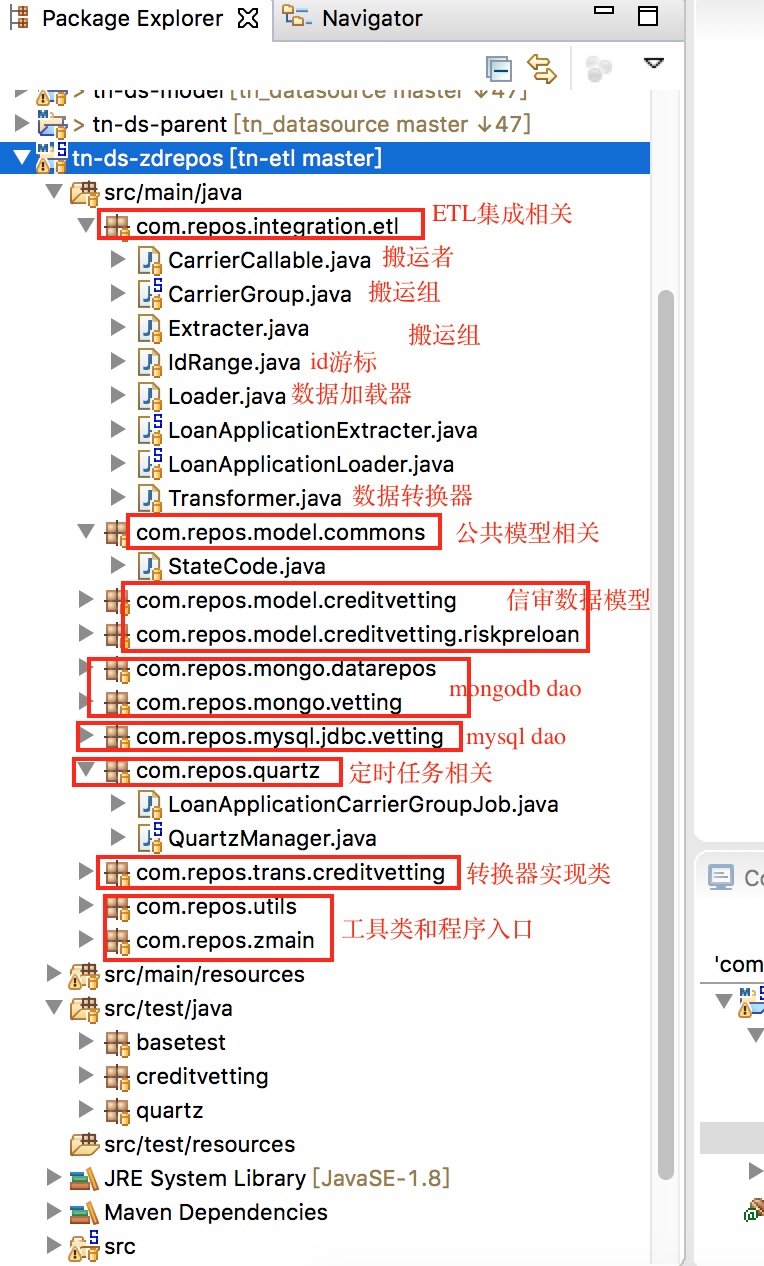 Package Explorer Navigator
> tn-ds-model [tn_datasource master ↓47]
> tn-ds-parent [tn_datasource master ↓47]
tn-ds-zdrepos [tn-etl master]
src/main/java
com.repos.integration.etl ETL集成相关
CarrierCallable.java 搬运者
CarrierGroup.java 搬运组
Extracter.java 搬运组
IdRange.java id游标
Loader.java 数据加载器
LoanApplicationExtracter.java
LoanApplicationLoader.java
Transformer.java 数据转换器
com.repos.model.commons 公共模型相关
StateCode.java
com.repos.model.creditvetting 信审数据模型
com.repos.model.creditvetting.riskpreloan
com.repos.mongo.datarepos
mongodb dao
com.repos.mongo.vetting
com.repos.mysql.jdbc.vetting mysql dao
com.repos.quartz 定时任务相关
LoanApplicationCarrierGroupJob.java
QuartzManager.java
com.repos.trans.creditvetting 转换器实现类
com.repos.utils
工具类和程序入口
com.repos.zmain
src/main/resources
src/test/java
basetest
creditvetting
quartz
src/test/resources
JRE System Library [JavaSE-1.8]
Maven Dependencies
src
Co
'com